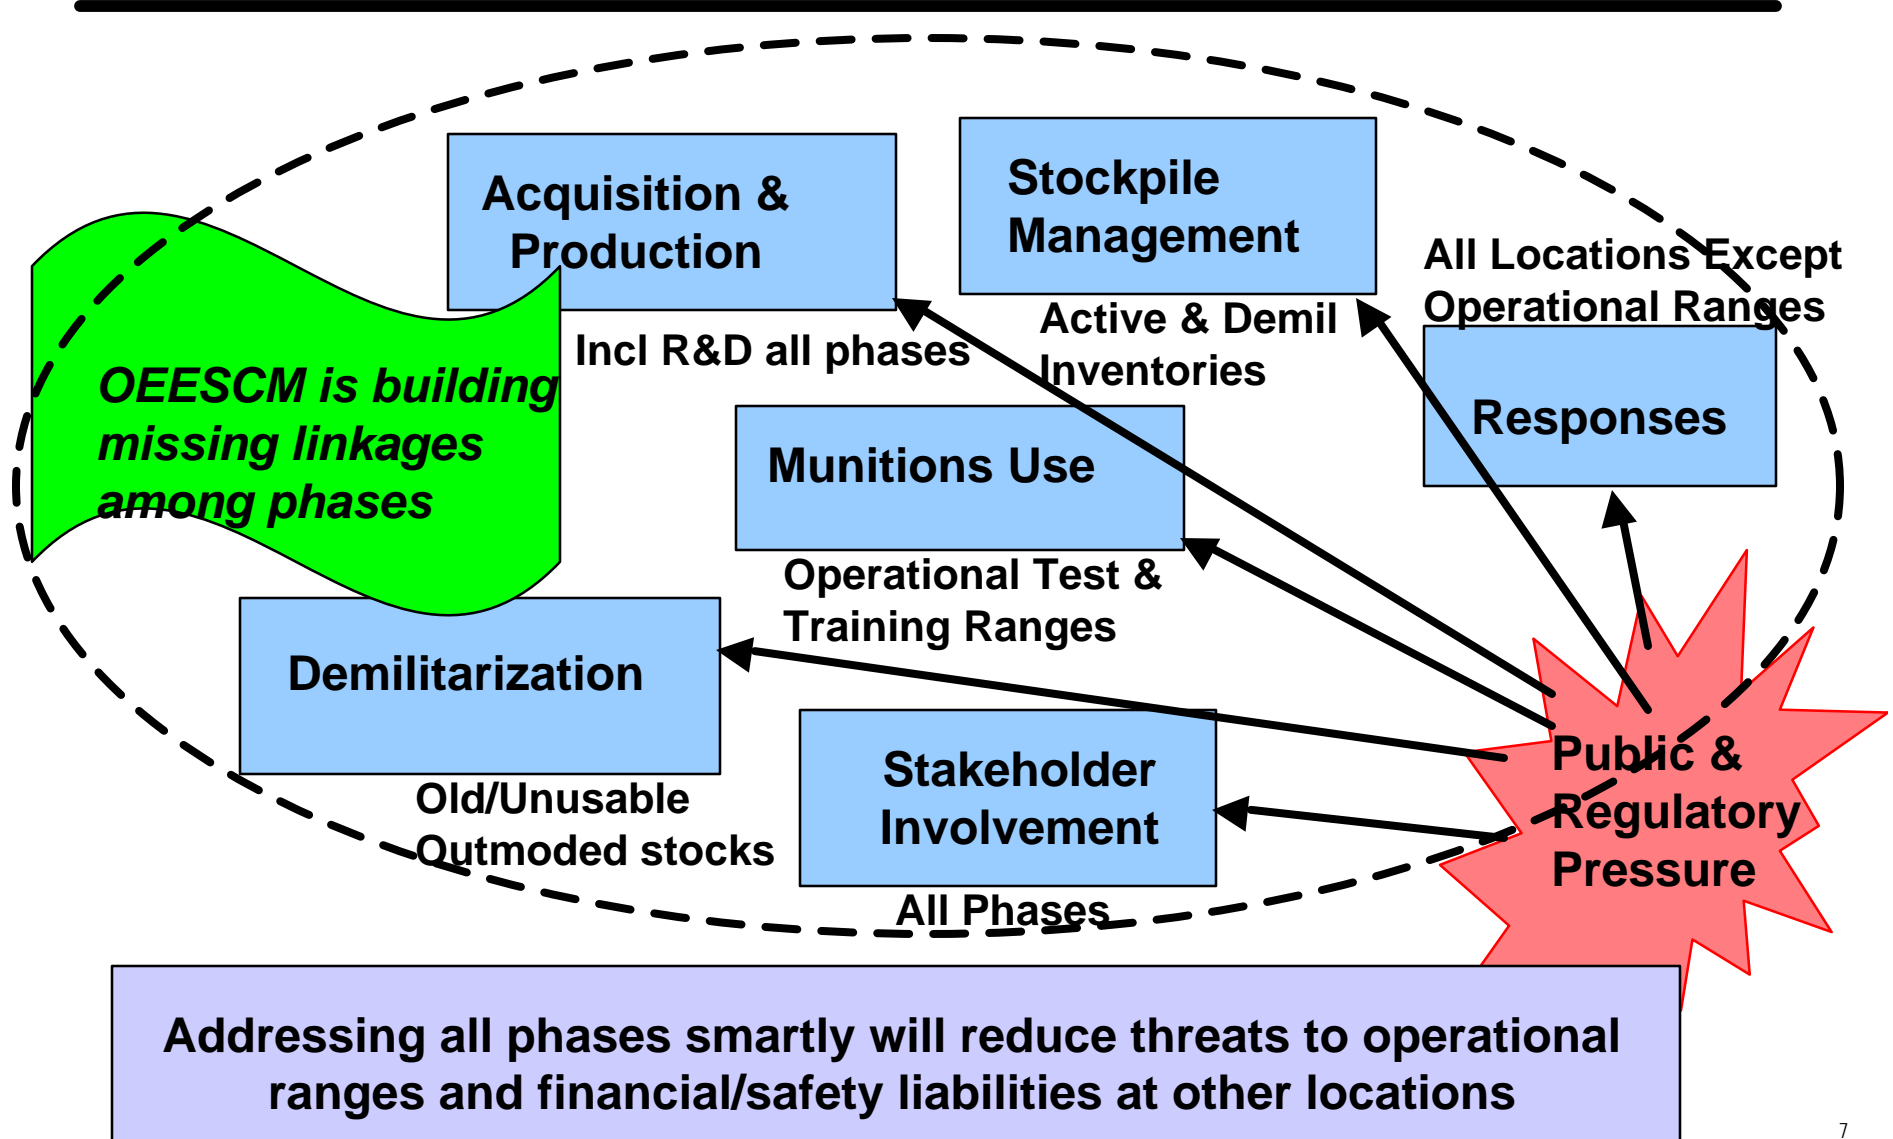 Acquisition &
Production
Incl R&D all phases
Stockpile
Management
Active & Demil
Inventories
All Locations Except
Operational Ranges
Responses
OEESCM is building
missing linkages
among phases
Munitions Use
Operational Test &
Training Ranges
Demilitarization
Old/Unusable
Outmoded stocks
Stakeholder
Involvement
All Phases
Public &
Regulatory
Pressure
Addressing all phases smartly will reduce threats to operational
ranges and financial/safety liabilities at other locations
7